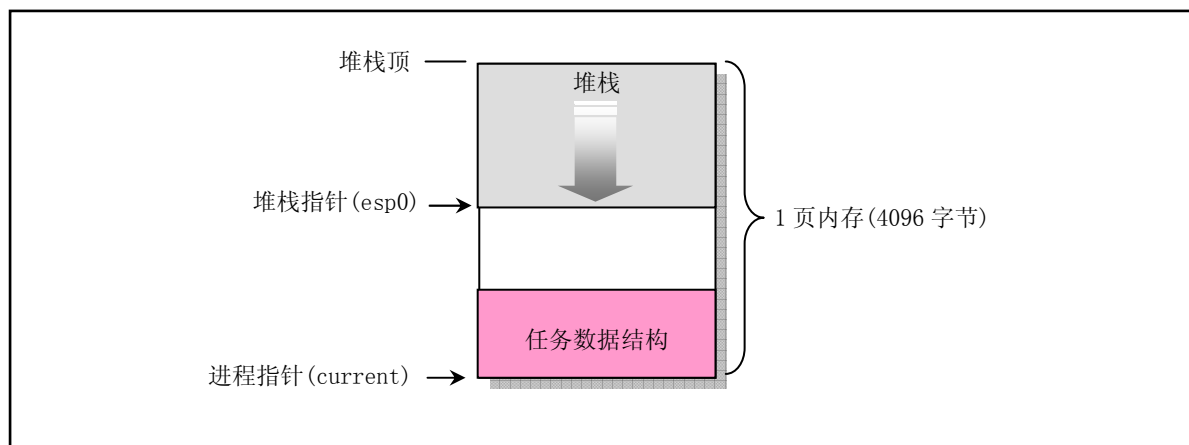 堆栈顶
堆栈
堆栈指针(esp0)
1 页内存(4096 字节)
任务数据结构
进程指针(current)